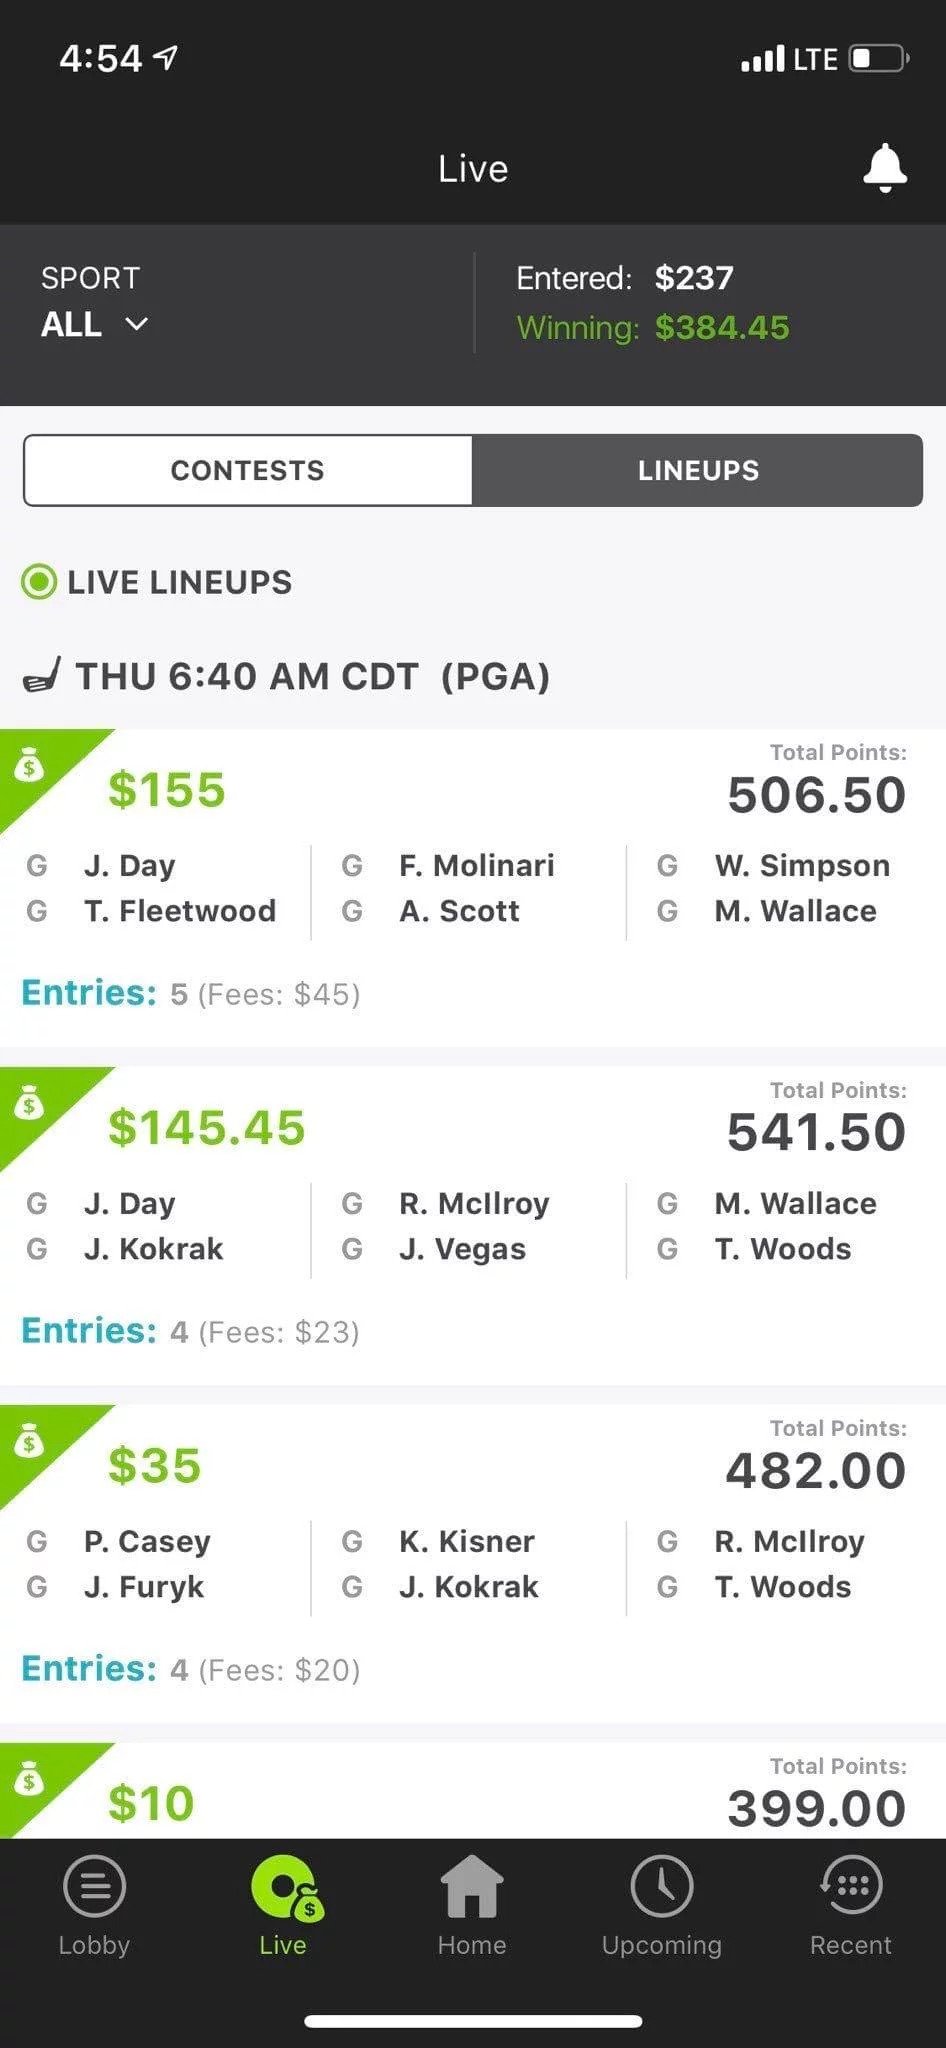 4:54 LTE
Live
SPORT
ALL
Entered: $237
Winning: $384.45
CONTESTS LINEUPS
LIVE LINEUPS
THU 6:40 AM CDT (PGA)
$
$155
Total Points:
506.50
G J. Day G F. Molinari G W. Simpson
G T. Fleetwood G A. Scott G M. Wallace
Entries: 5 (Fees: $45)
$
$145.45
Total Points:
541.50
G J. Day G R. McIlroy G M. Wallace
G J. Kokrak G J. Vegas G T. Woods
Entries: 4 (Fees: $23)
$
$35
Total Points:
482.00
G P. Casey G K. Kisner G R. McIlroy
G J. Furyk G J. Kokrak G T. Woods
Entries: 4 (Fees: $20)
$
$10
Total Points:
399.00
$
Lobby Live Home Upcoming Recent